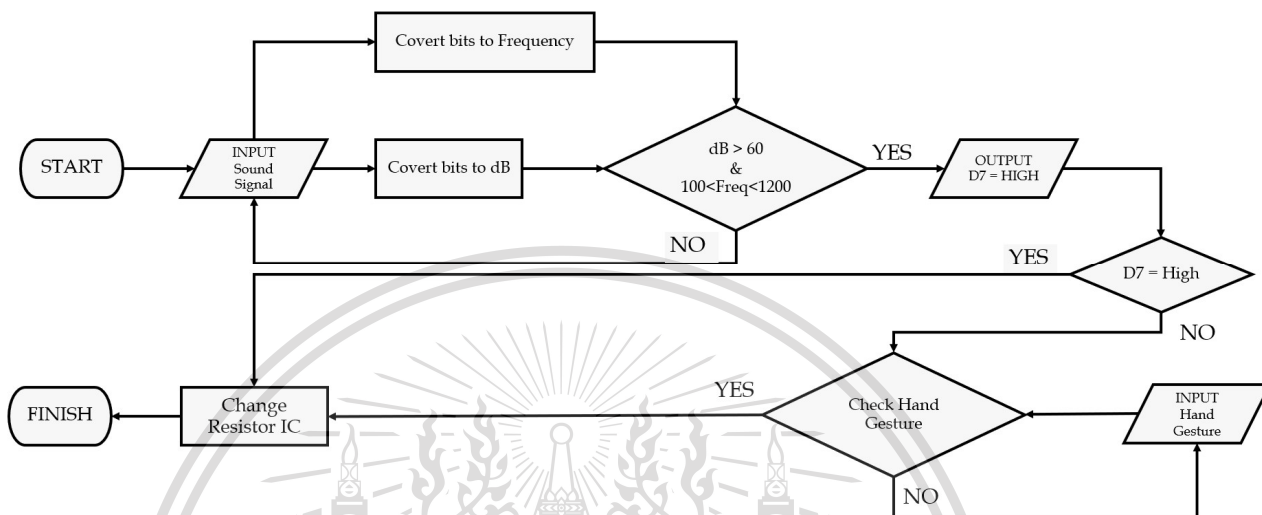 Covert bits to Frequency
START
INPUT
Sound
Signal
Covert bits to dB
dB > 60
&
100<Freq<1200
YES
OUTPUT
D7 = HIGH
NO
YES
D7 = High
NO
FINISH
Change
Resistor IC
YES
Check Hand
Gesture
INPUT
Hand
Gesture
NO